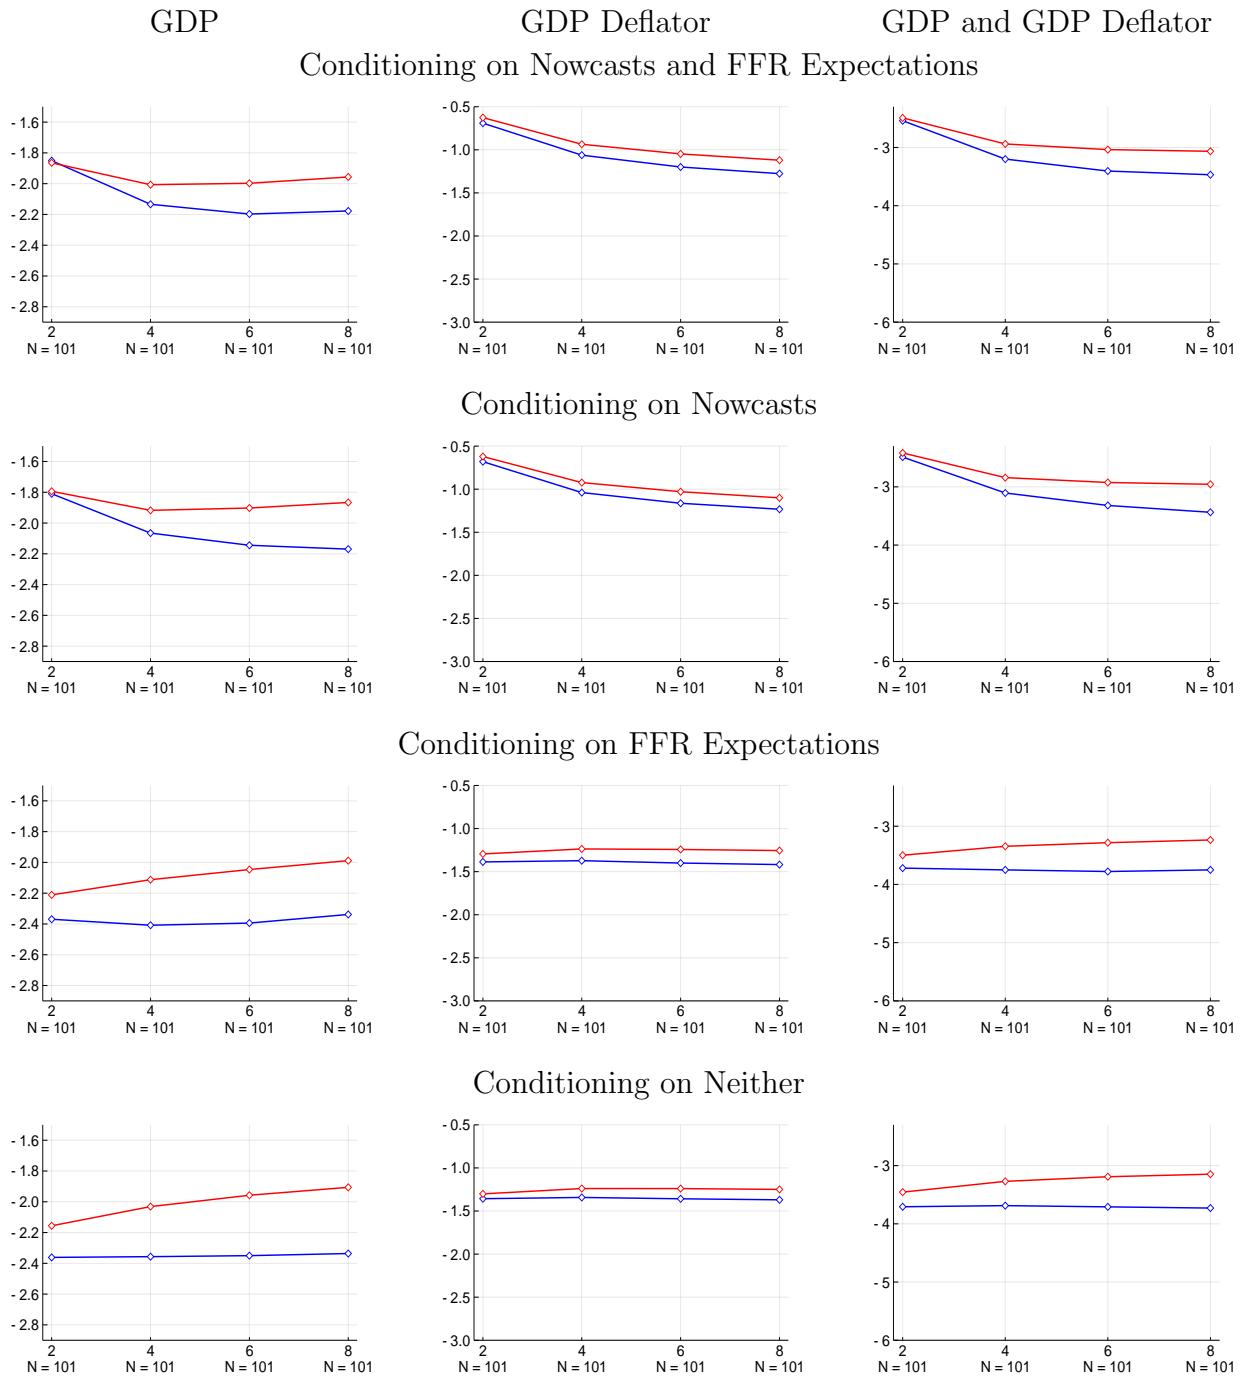 GDP GDP Deflator GDP and GDP Deflator
Conditioning on Nowcasts and FFR Expectations
- 1.6 - 1.8 - 2.0 - 2.2 - 2.4 - 2.6 - 2.8
2 4 6 8
N = 101 N = 101 N = 101 N = 101
- 0.5 - 1.0 - 1.5 - 2.0 - 2.5 - 3.0
2 4 6 8
N = 101 N = 101 N = 101 N = 101
- 3 - 4 - 5 - 6
2 4 6 8
N = 101 N = 101 N = 101 N = 101
Conditioning on Nowcasts
- 1.6 - 1.8 - 2.0 - 2.2 - 2.4 - 2.6 - 2.8
2 4 6 8
N = 101 N = 101 N = 101 N = 101
- 0.5 - 1.0 - 1.5 - 2.0 - 2.5 - 3.0
2 4 6 8
N = 101 N = 101 N = 101 N = 101
- 3 - 4 - 5 - 6
2 4 6 8
N = 101 N = 101 N = 101 N = 101
Conditioning on FFR Expectations
- 1.6 - 1.8 - 2.0 - 2.2 - 2.4 - 2.6 - 2.8
2 4 6 8
N = 101 N = 101 N = 101 N = 101
- 0.5 - 1.0 - 1.5 - 2.0 - 2.5 - 3.0
2 4 6 8
N = 101 N = 101 N = 101 N = 101
- 3 - 4 - 5 - 6
2 4 6 8
N = 101 N = 101 N = 101 N = 101
Conditioning on Neither
- 1.6 - 1.8 - 2.0 - 2.2 - 2.4 - 2.6 - 2.8
2 4 6 8
N = 101 N = 101 N = 101 N = 101
- 0.5 - 1.0 - 1.5 - 2.0 - 2.5 - 3.0
2 4 6 8
N = 101 N = 101 N = 101 N = 101
- 3 - 4 - 5 - 6
2 4 6 8
N = 101 N = 101 N = 101 N = 101